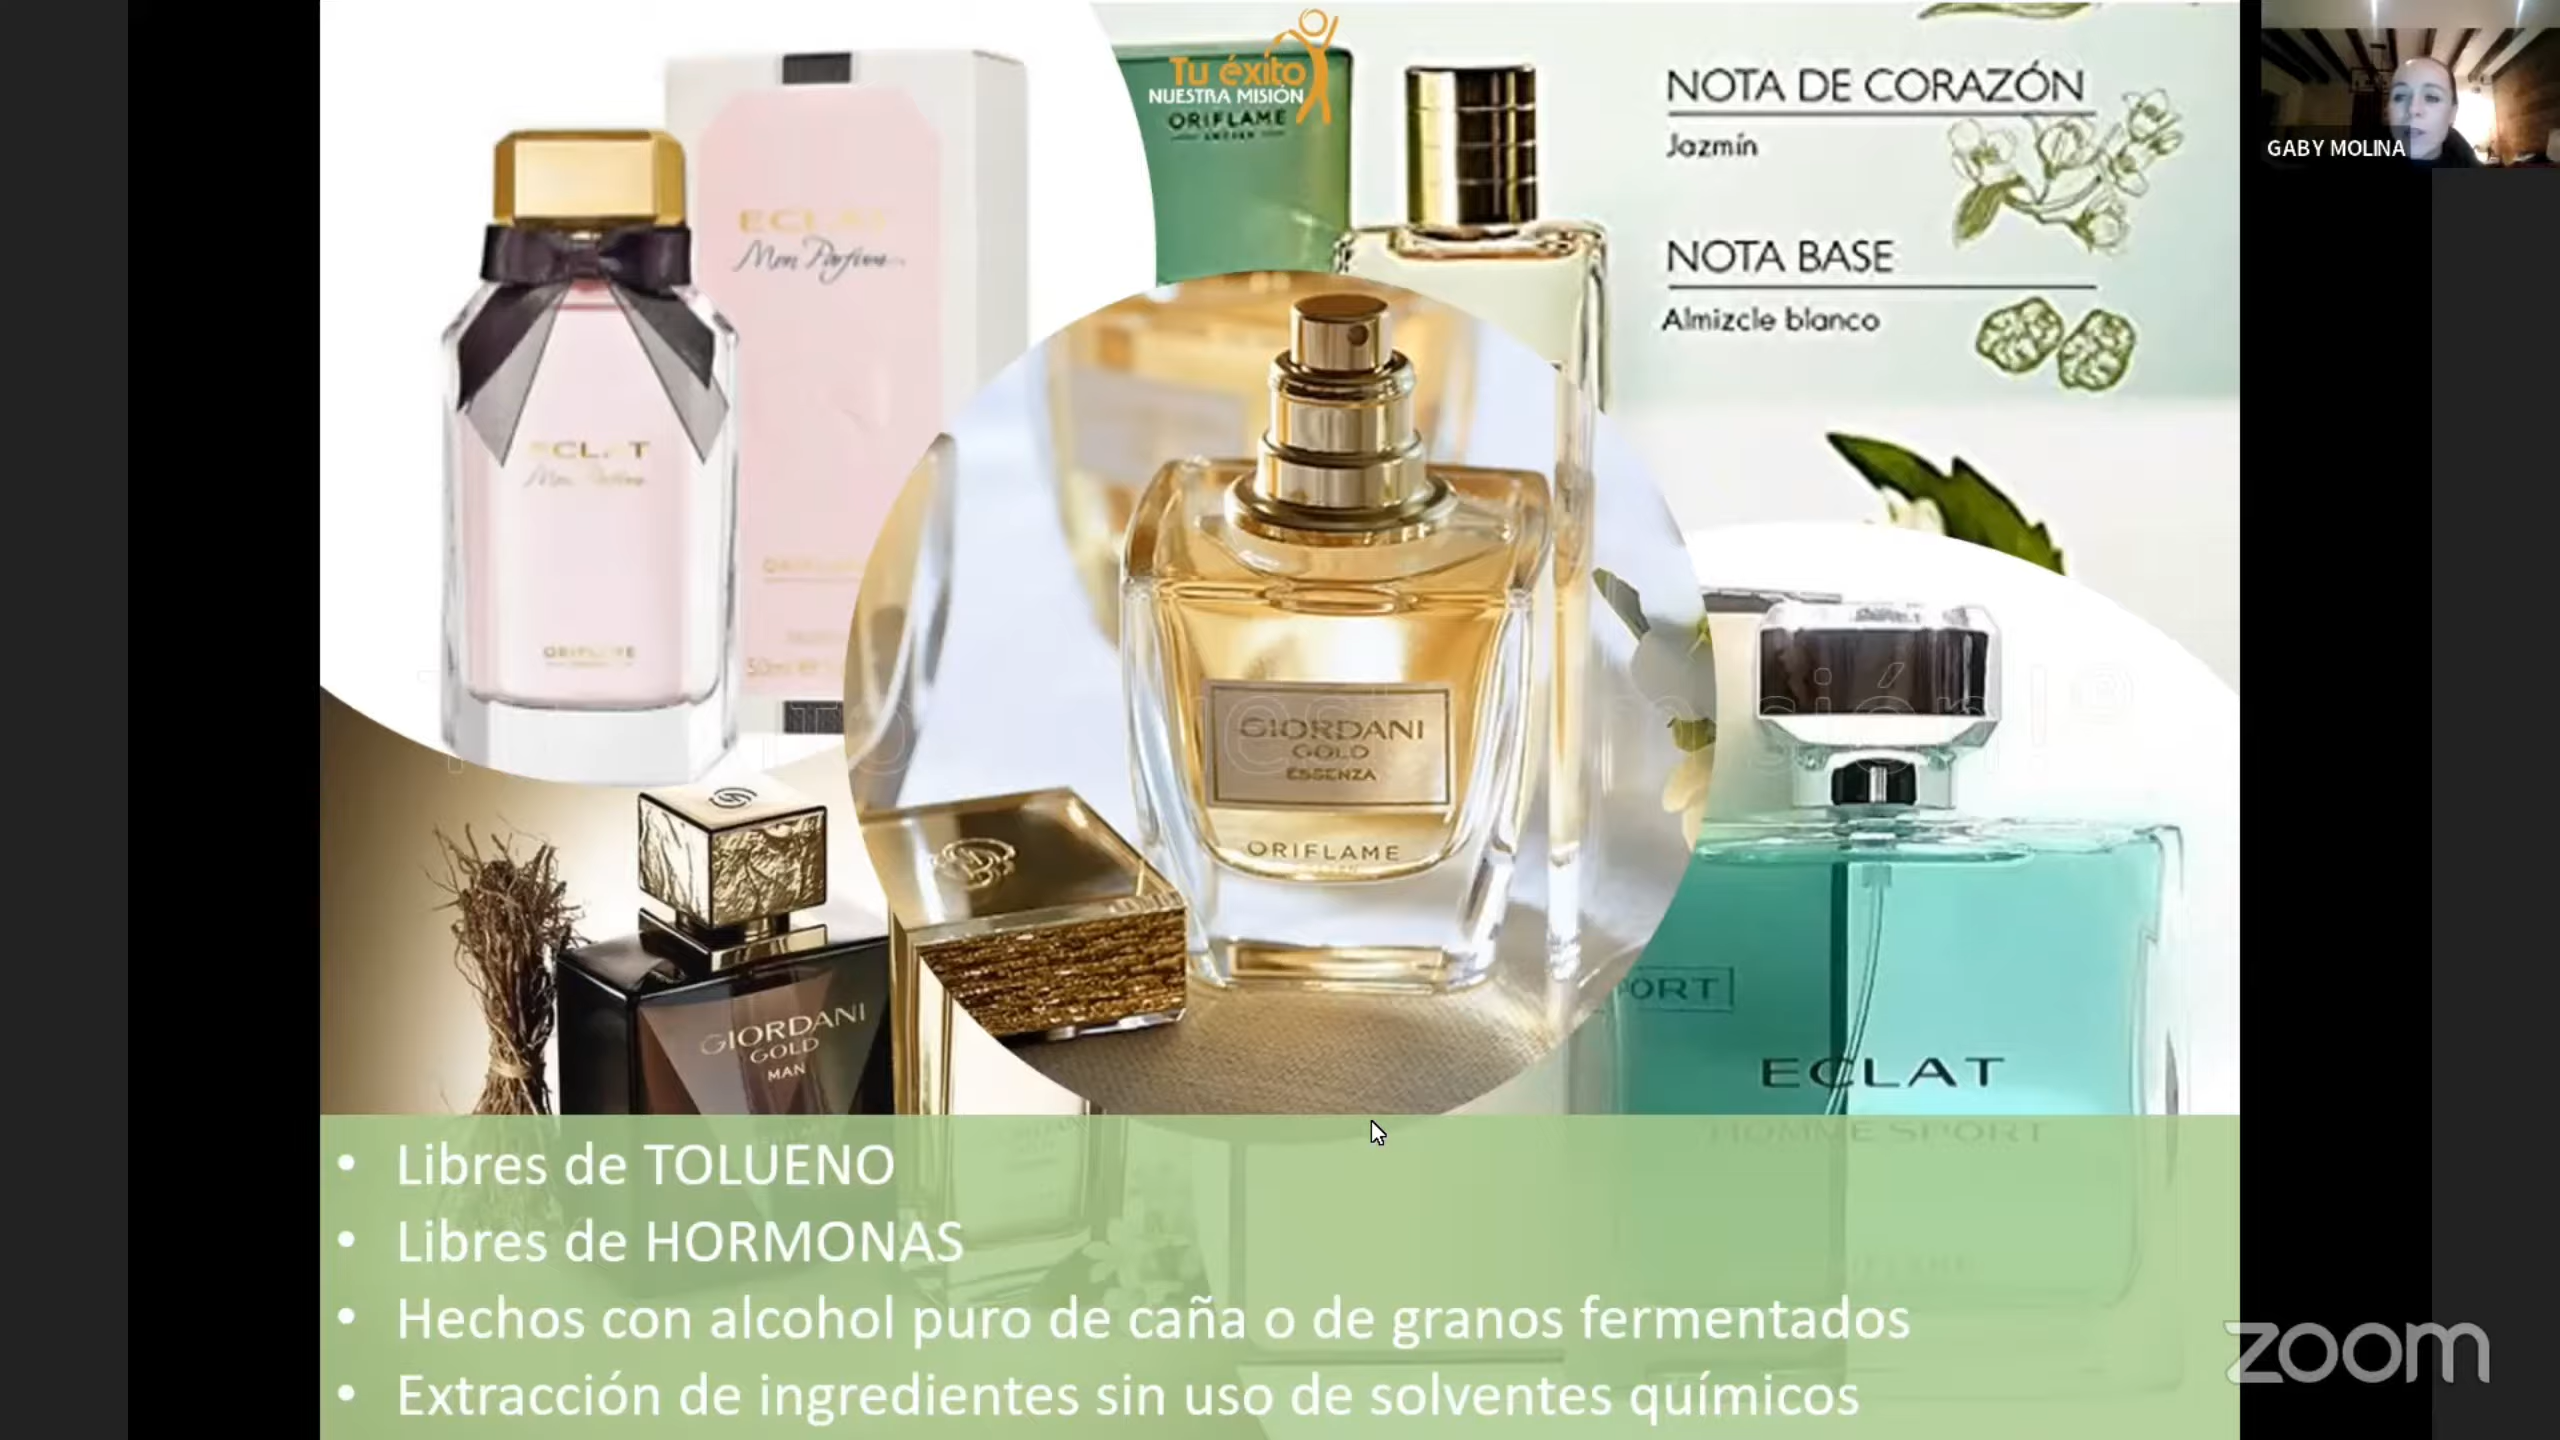 Tu éxito
NUESTRA MISIÓN
ORIFLAME
NOTA DE CORAZÓN
Jazmín
NOTA BASE
Almizcle blanco
GABY MOLINA
ECLAT
Mon Parfum
ECLAT
Mon Parfum
ORIFLAME
50ml
GIORDANI
GOLD
ESSENZA
ORIFLAME
GIORDANI
GOLD
MAN
PORT
ECLAT
HOMME SPORT
• Libres de TOLUENO
• Libres de HORMONAS
• Hechos con alcohol puro de caña o de granos fermentados
• Extracción de ingredientes sin uso de solventes químicos
zoom